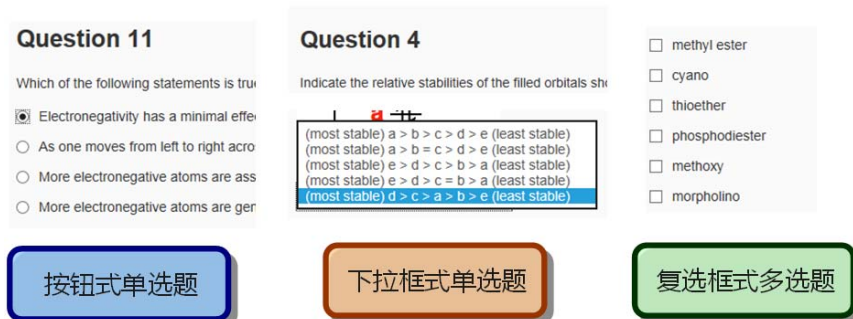 Question 11
Which of the following statements is true
Electronegativity has a minimal effe
As one moves from left to right acro
More electronegative atoms are ass
More electronegative atoms are ger
Question 4
Indicate the relative stabilities of the filled orbitals sho
a
(most stable) a > b > c > d > e (least stable)
(most stable) a > b = c > d > e (least stable)
(most stable) e > d > c > b > a (least stable)
(most stable) e > d > c = b > a (least stable)
(most stable) d > c > a > b > e (least stable)
methyl ester
cyano
thioether
phosphodiester
methoxy
morpholino
按钮式单选题
下拉框式单选题
复选框式多选题